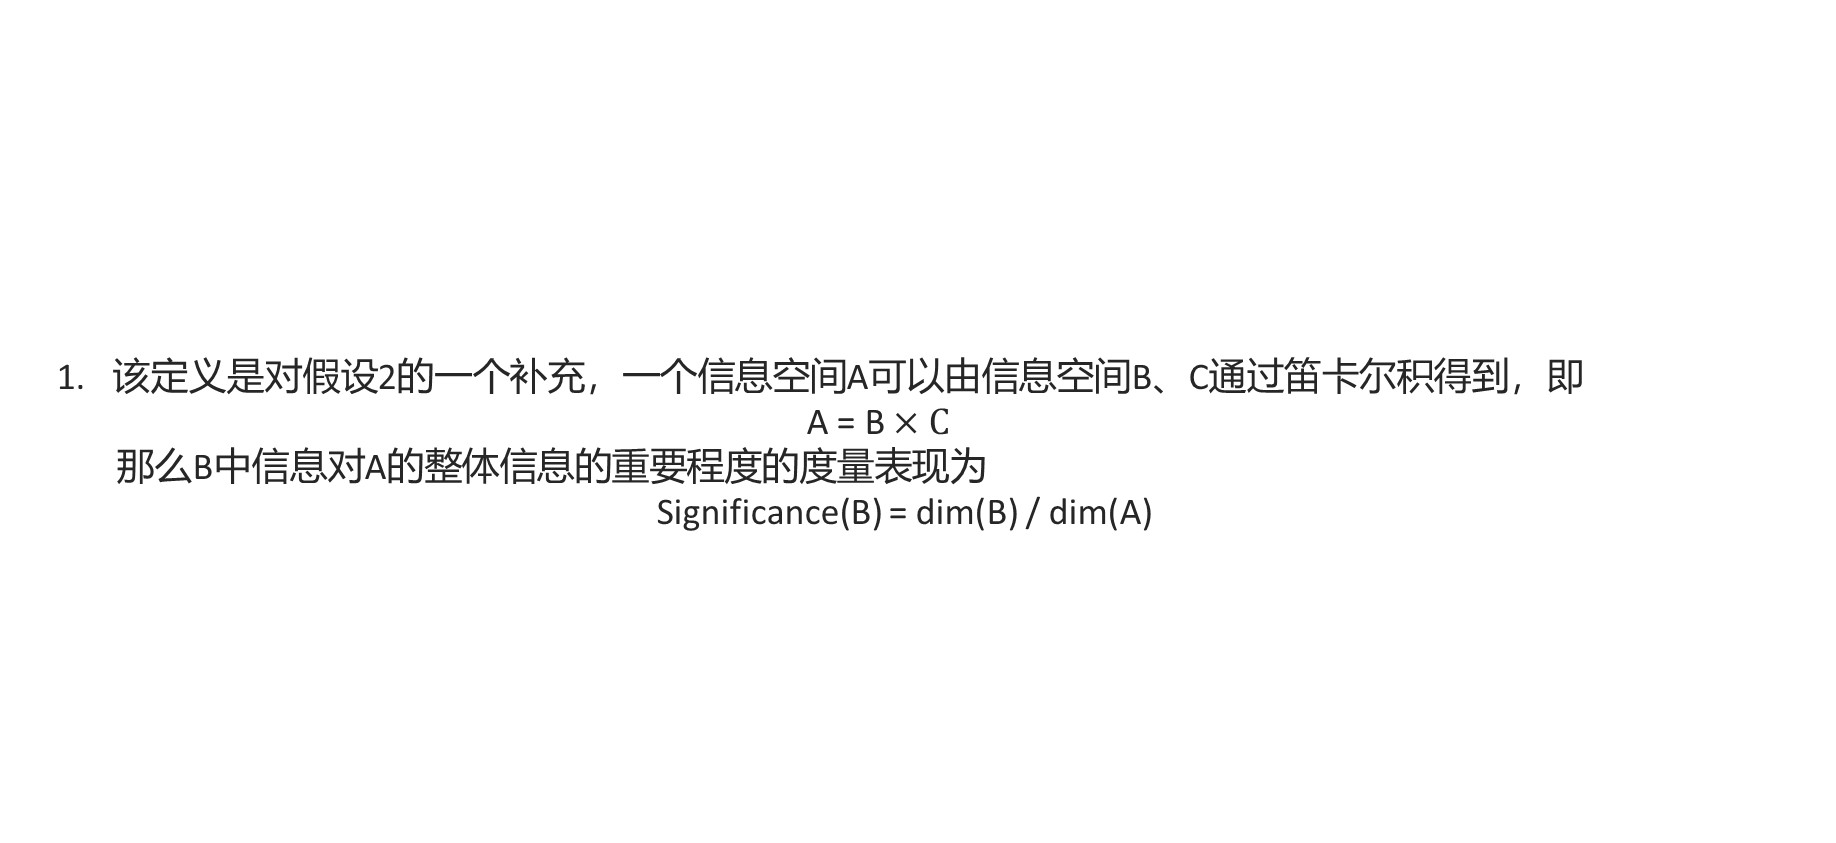 1. 该定义是对假设2的一个补充，一个信息空间A可以由信息空间B、C通过笛卡尔积得到，即
A = B × C
那么B中信息对A的整体信息的重要程度的度量表现为
Significance(B) = dim(B) / dim(A)